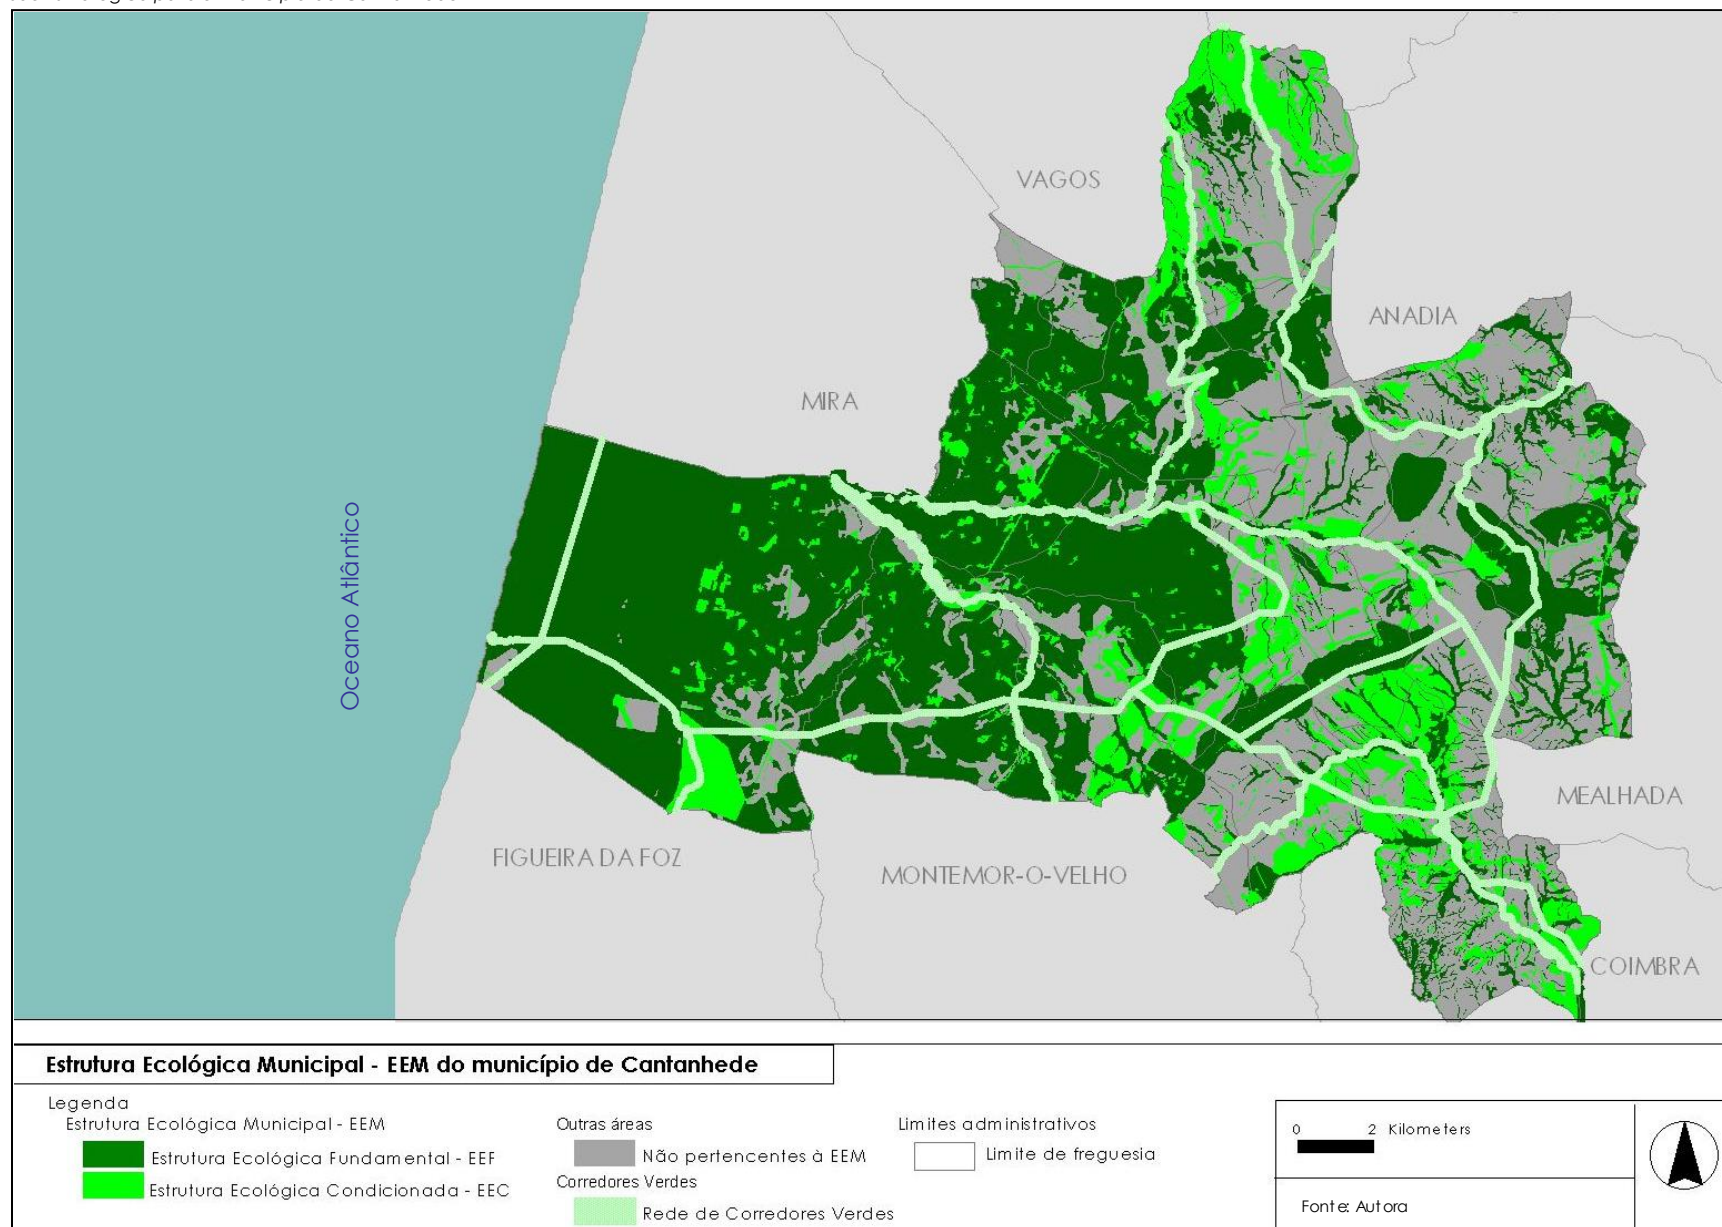 VAGOS
ANADIA
MIRA
Oceano Atlântico
MEALHADA
FIGUEIRA DA FOZ
MONTEMOR-O-VELHO
COIMBRA
Estrutura Ecológica Municipal - EEM do município de Cantanhede
Legenda
Estrutura Ecológica Municipal - EEM
Estrutura Ecológica Fundamental - EEF
Estrutura Ecológica Condicionada - EEC
Outras áreas
Não pertencentes à EEM
Corredores Verdes
Rede de Corredores Verdes
Limites administrativos
Limite de freguesia
0 2 Kilometers
Fonte: Autora